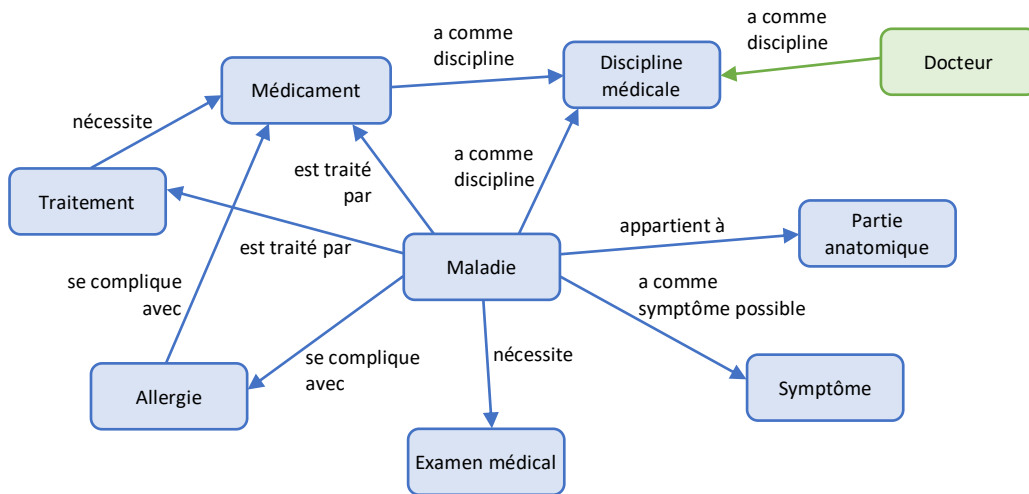 a comme
discipline
a comme
discipline
Docteur
Discipline
médicale
Médicament
nécessite
a comme
discipline
est traité
par
Traitement
appartient à
Partie
anatomique
est traité par
Maladie
se complique
avec
a comme
symptôme possible
se complique
avec
nécessite
Symptôme
Allergie
Examen médical